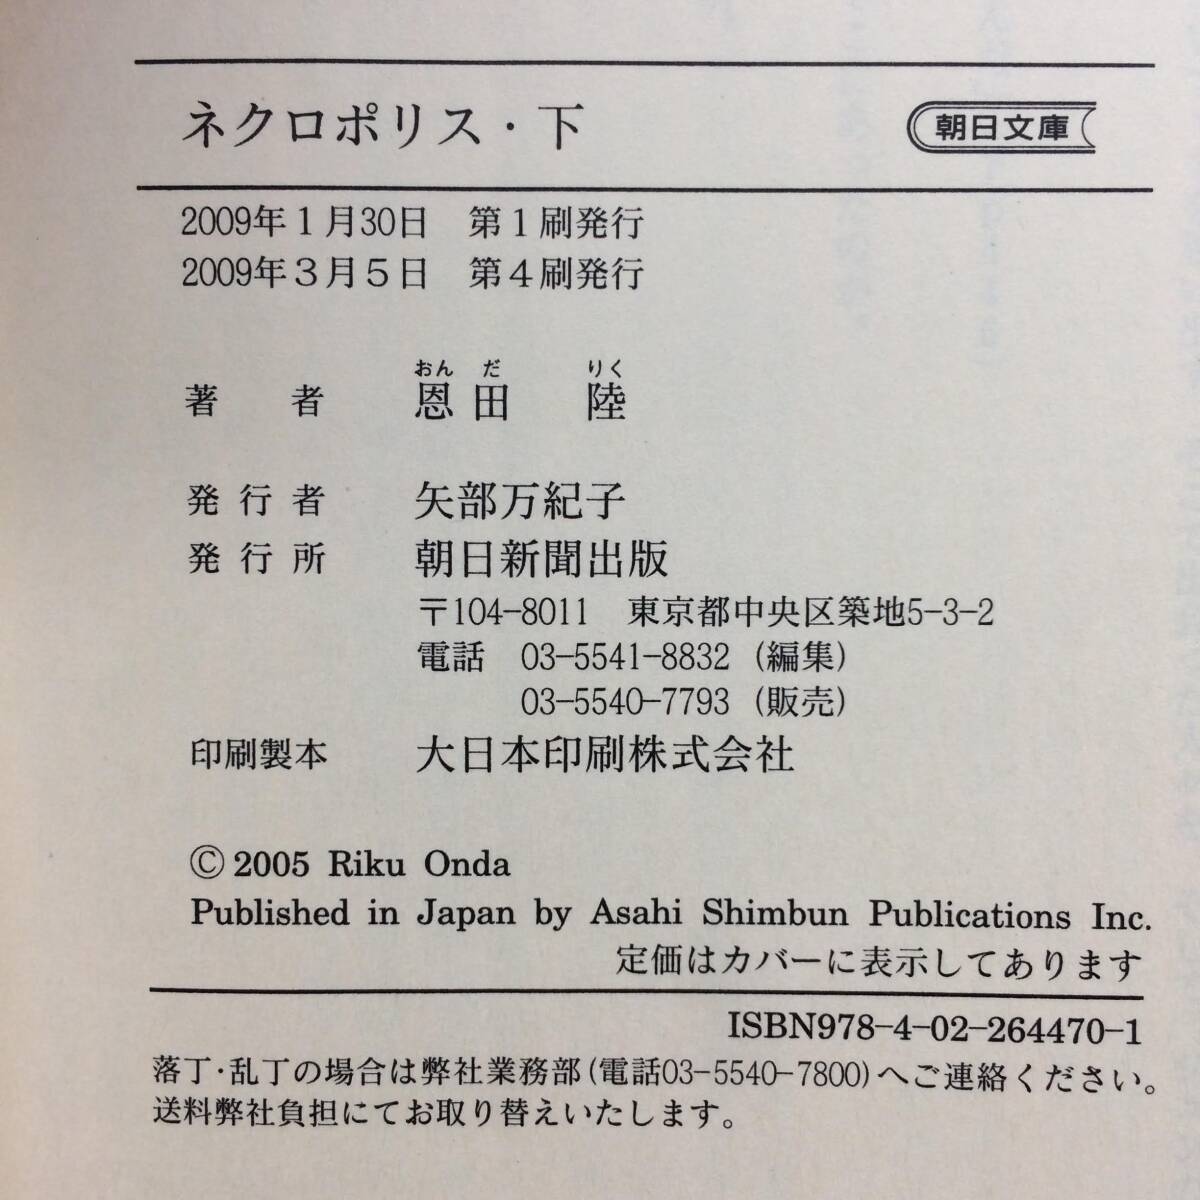 ネクロポリス・下
朝日文庫
2009年1月30日　第1刷発行
2009年3月5日　第4刷発行
おん だ りく
著者　恩田 陸
発行者　矢部万紀子
発行所　朝日新聞出版
〒104-8011　東京都中央区築地5-3-2
電話　03-5541-8832（編集）
03-5540-7793（販売）
印刷製本　大日本印刷株式会社
© 2005 Riku Onda
Published in Japan by Asahi Shimbun Publications Inc.
定価はカバーに表示してあります
ISBN978-4-02-264470-1
落丁・乱丁の場合は弊社業務部（電話03-5540-7800）へご連絡ください。
送料弊社負担にてお取り替えいたします。